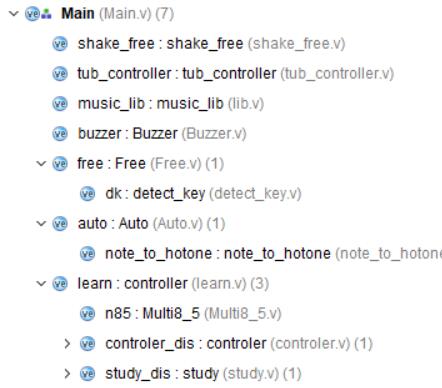 Main (Main.v) (7)
shake_free : shake_free (shake_free.v)
tub_controller : tub_controller (tub_controller.v)
music_lib : music_lib (lib.v)
buzzer : Buzzer (Buzzer.v)
free : Free (Free.v) (1)
dk : detect_key (detect_key.v)
auto : Auto (Auto.v) (1)
note_to_hotone : note_to_hotone (note_to_hotone
learn : controller (learn.v) (3)
n85 : Multi8_5 (Multi8_5.v)
controler_dis : controler (controler.v) (1)
study_dis : study (study.v) (1)